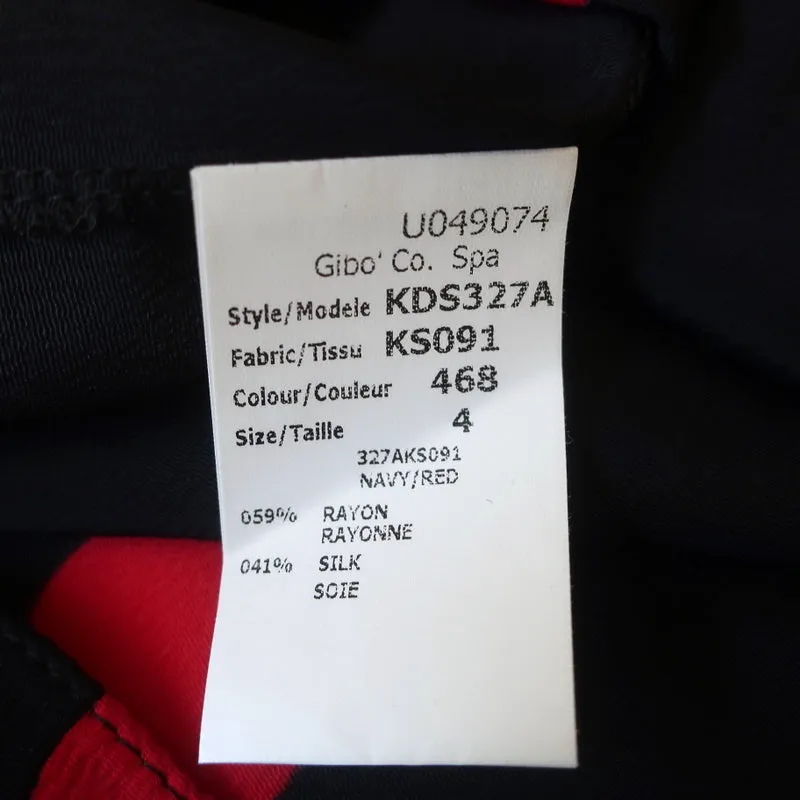 U049074
Gibo' Co. Spa
Style/Modele KDS327A
Fabric/Tissu KS091
Colour/Couleur 468
Size/Taille 4
327AKS091
NAVY/RED
059% RAYON
RAYONNE
041% SILK
SOIE